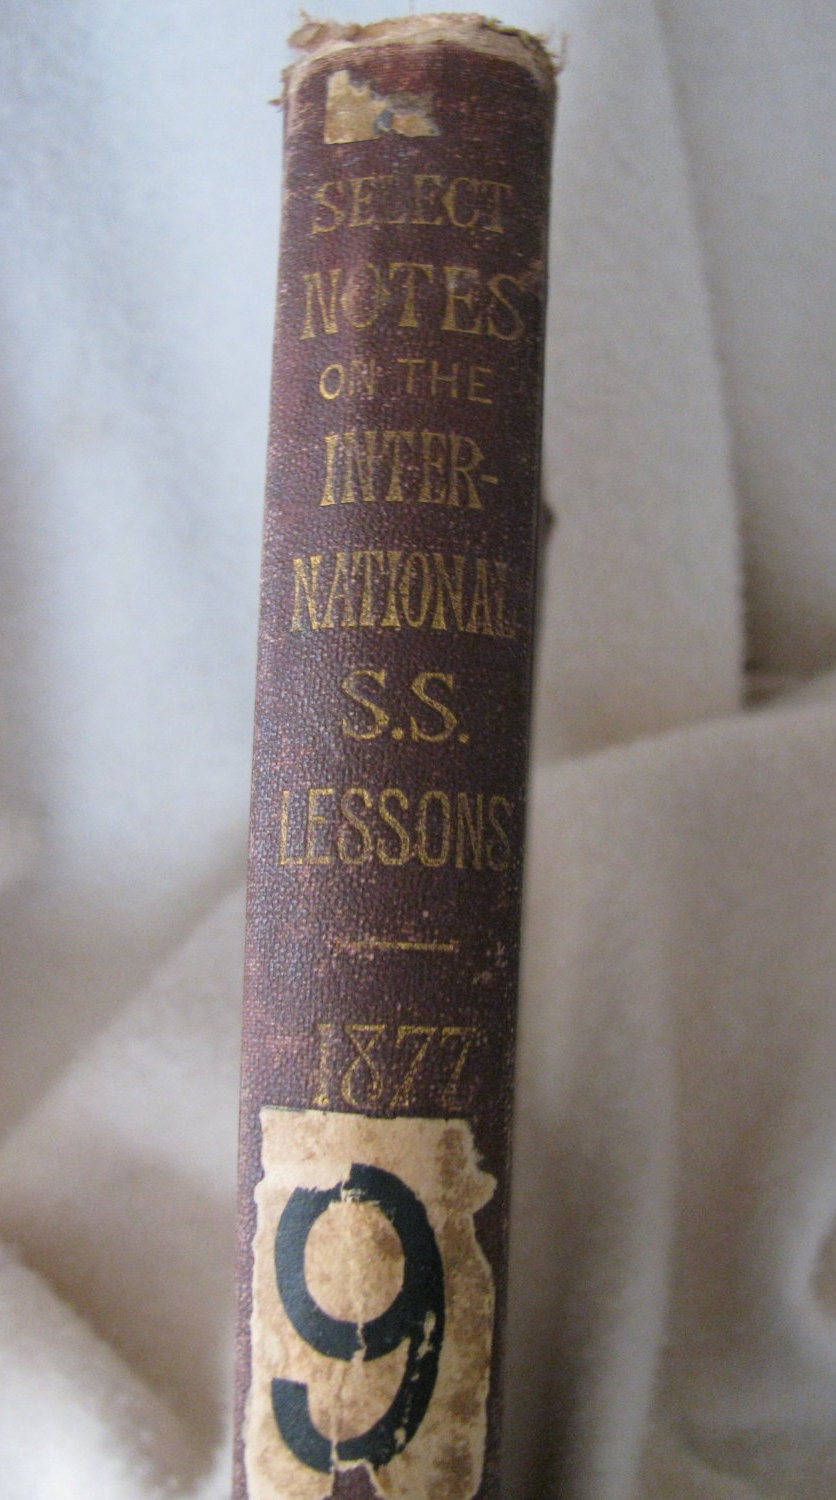 SELECT
NOTES
ON THE
INTER-
NATIONAL
S.S.
LESSONS
1877
9